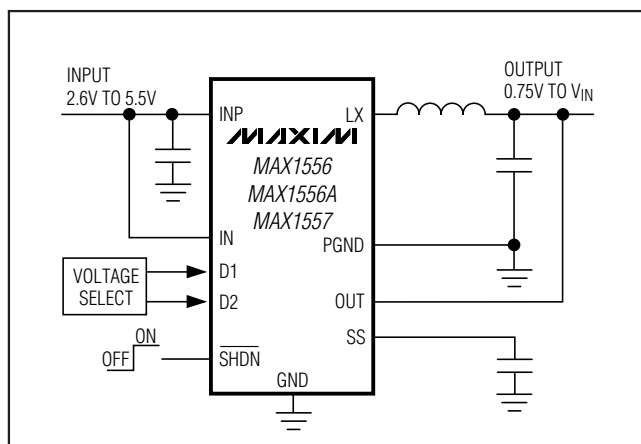 INPUT
2.6V TO 5.5V
OUTPUT
0.75V TO VIN
INP
LX
MAXIM
MAX1556
MAX1556A
MAX1557
IN
PGND
VOLTAGE
SELECT
D1
D2
OUT
SS
ON
OFF
SHDN
GND